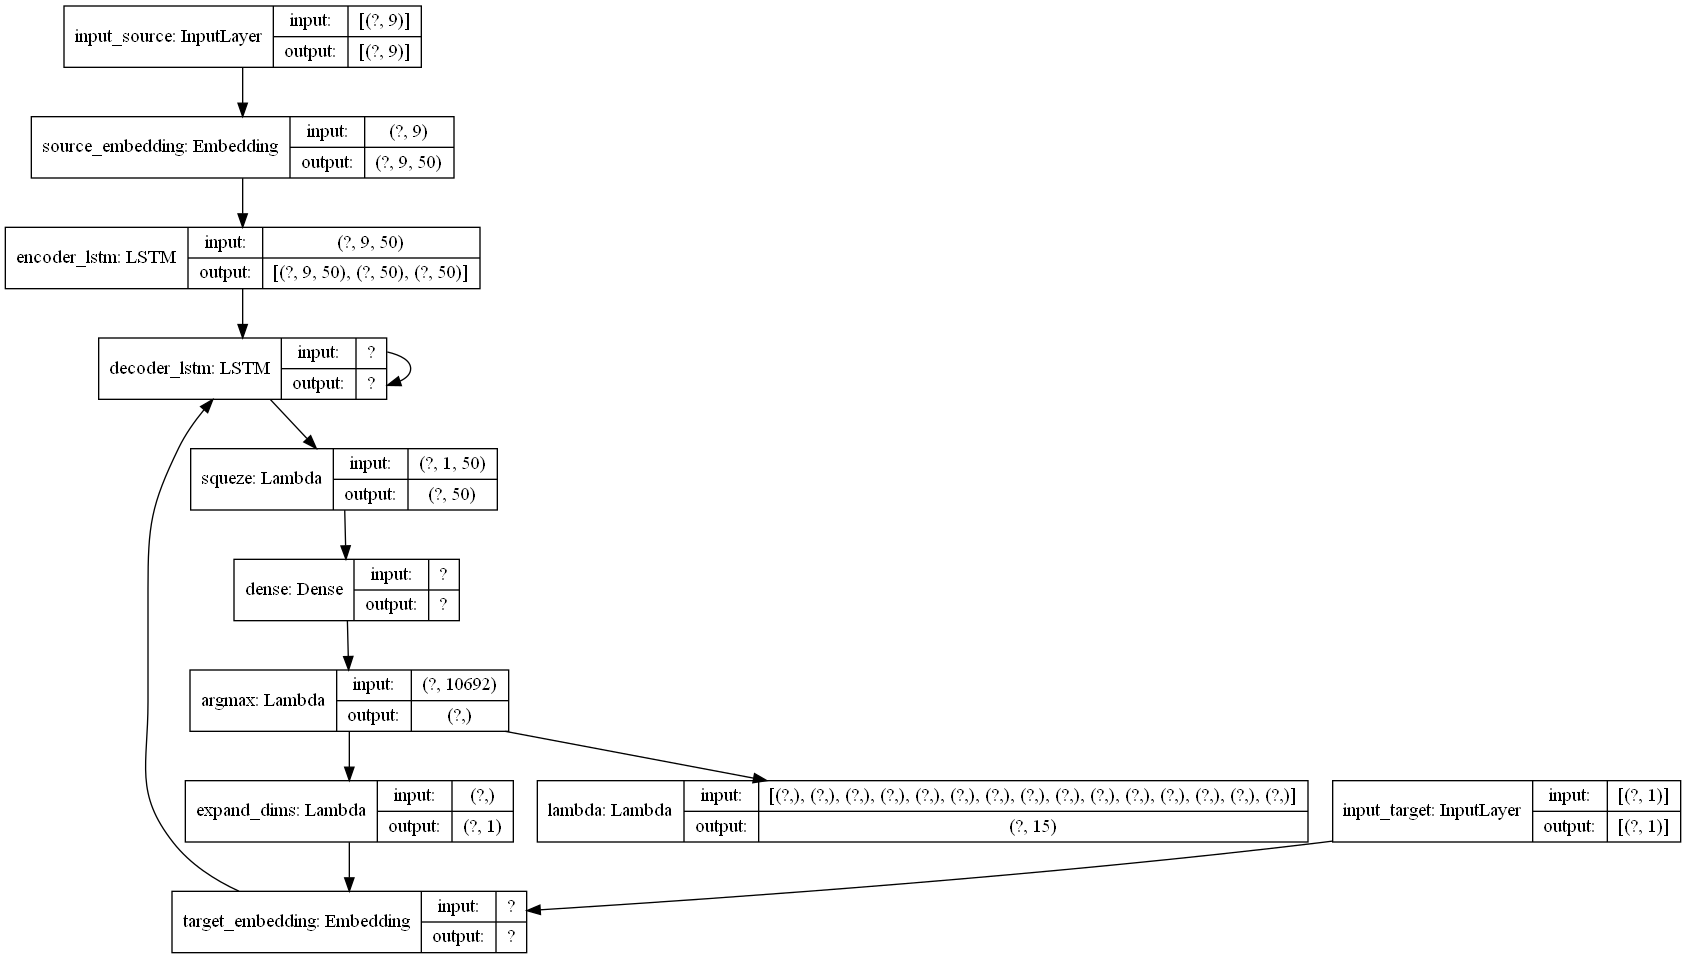 input_source: InputLayer
input:
[(?, 9)]
output:
[(?, 9)]
source_embedding: Embedding
input:
(?, 9)
output:
(?, 9, 50)
encoder_lstm: LSTM
input:
(?, 9, 50)
output:
[(?, 9, 50), (?, 50), (?, 50)]
decoder_lstm: LSTM
input:
?
output:
?
squeze: Lambda
input:
(?, 1, 50)
output:
(?, 50)
dense: Dense
input:
?
output:
?
argmax: Lambda
input:
(?, 10692)
output:
(?,)
expand_dims: Lambda
input:
(?,)
output:
(?, 1)
lambda: Lambda
input:
[(?,), (?,), (?,), (?,), (?,), (?,), (?,), (?,), (?,), (?,), (?,), (?,), (?,), (?,), (?,)]
output:
(?, 15)
input_target: InputLayer
input:
[(?, 1)]
output:
[(?, 1)]
target_embedding: Embedding
input:
?
output:
?